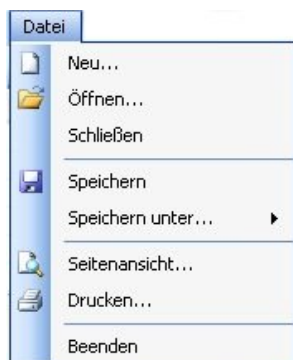 Datei
Neu...
Öffnen...
Schließen
Speichern
Speichern unter...
Seitenansicht...
Drucken...
Beenden